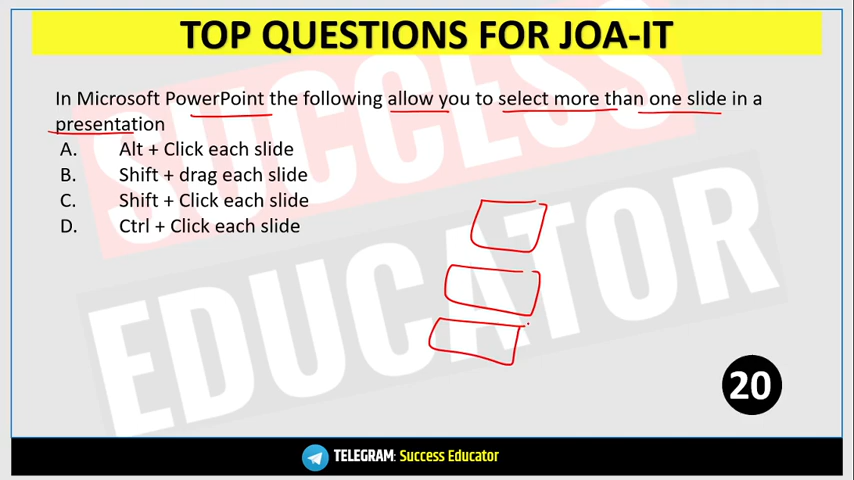 TOP QUESTIONS FOR JOA-IT
In Microsoft PowerPoint the following allow you to select more than one slide in a
presentation
A. Alt + Click each slide
B. Shift + drag each slide
C. Shift + Click each slide
D. Ctrl + Click each slide
SUCCESS
EDUCATOR
20
TELEGRAM: Success Educator